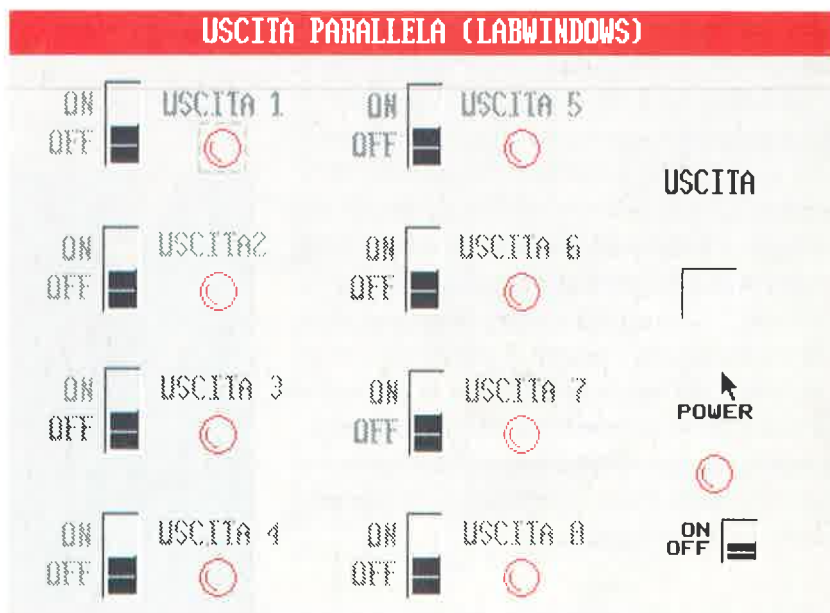 USCITA PARALLELA (LABWINDOWS)
ON USCITA 1 ON USCITA 5
OFF OFF
USCITA
ON USCITA2 ON USCITA 6
OFF OFF
ON USCITA 3 ON USCITA 7
OFF OFF
POWER
ON USCITA 4 ON USCITA 8 ON
OFF OFF OFF